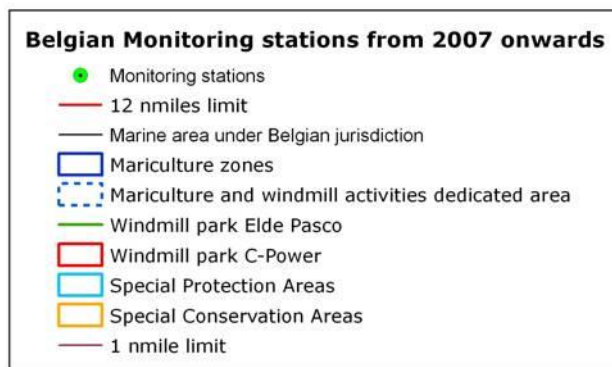 Belgian Monitoring stations from 2007 onwards
Monitoring stations
12 nmiles limit
Marine area under Belgian jurisdiction
Mariculture zones
Mariculture and windmill activities dedicated area
Windmill park Elde Pasco
Windmill park C-Power
Special Protection Areas
Special Conservation Areas
1 nmile limit